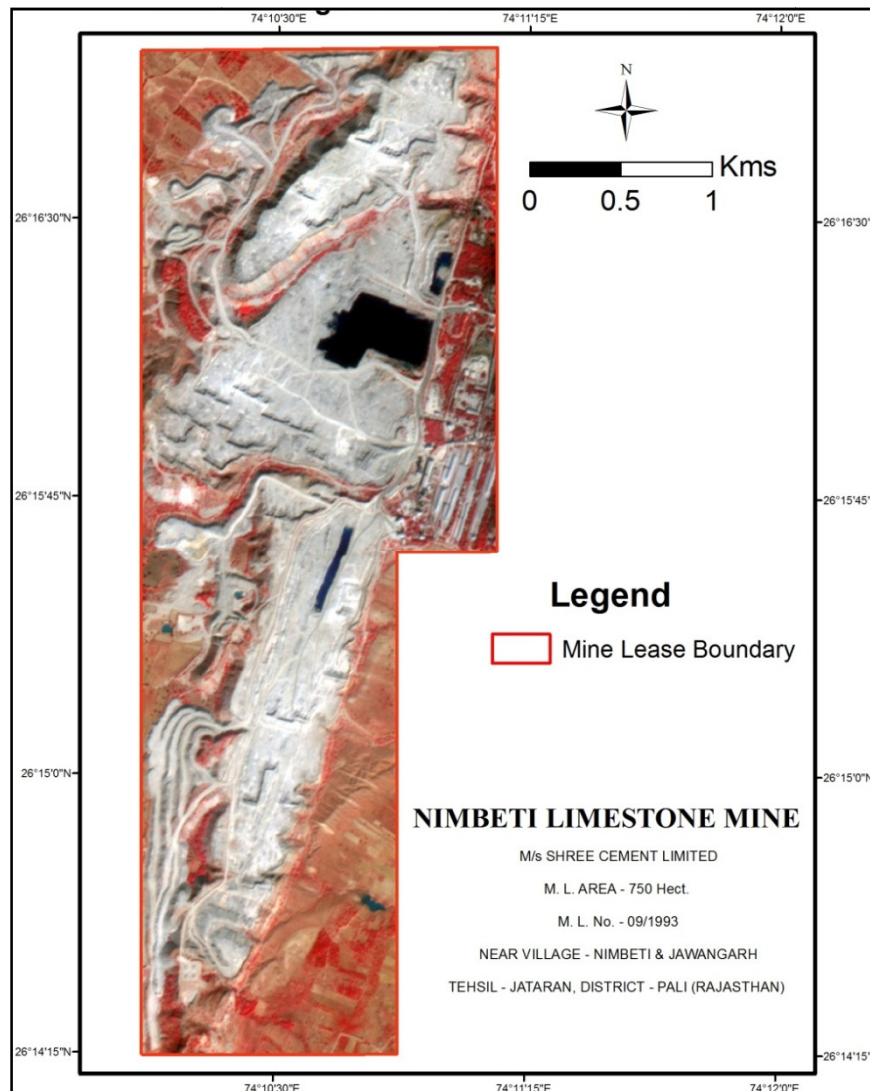 74°10'30"E 74°11'15"E 74°12'0"E
N
Kms
0 0.5 1
26°16'30"N 26°16'30"N
26°15'45"N 26°15'45"N
Legend
Mine Lease Boundary
26°15'0"N 26°15'0"N
NIMBETI LIMESTONE MINE
M/s SHREE CEMENT LIMITED
M. L. AREA - 750 Hect.
M. L. No. - 09/1993
NEAR VILLAGE - NIMBETI & JAWANGARH
TEHSIL - JATARAN, DISTRICT - PALI (RAJASTHAN)
26°14'15"N 26°14'15"N
74°10'30"E 74°11'15"E 74°12'0"E